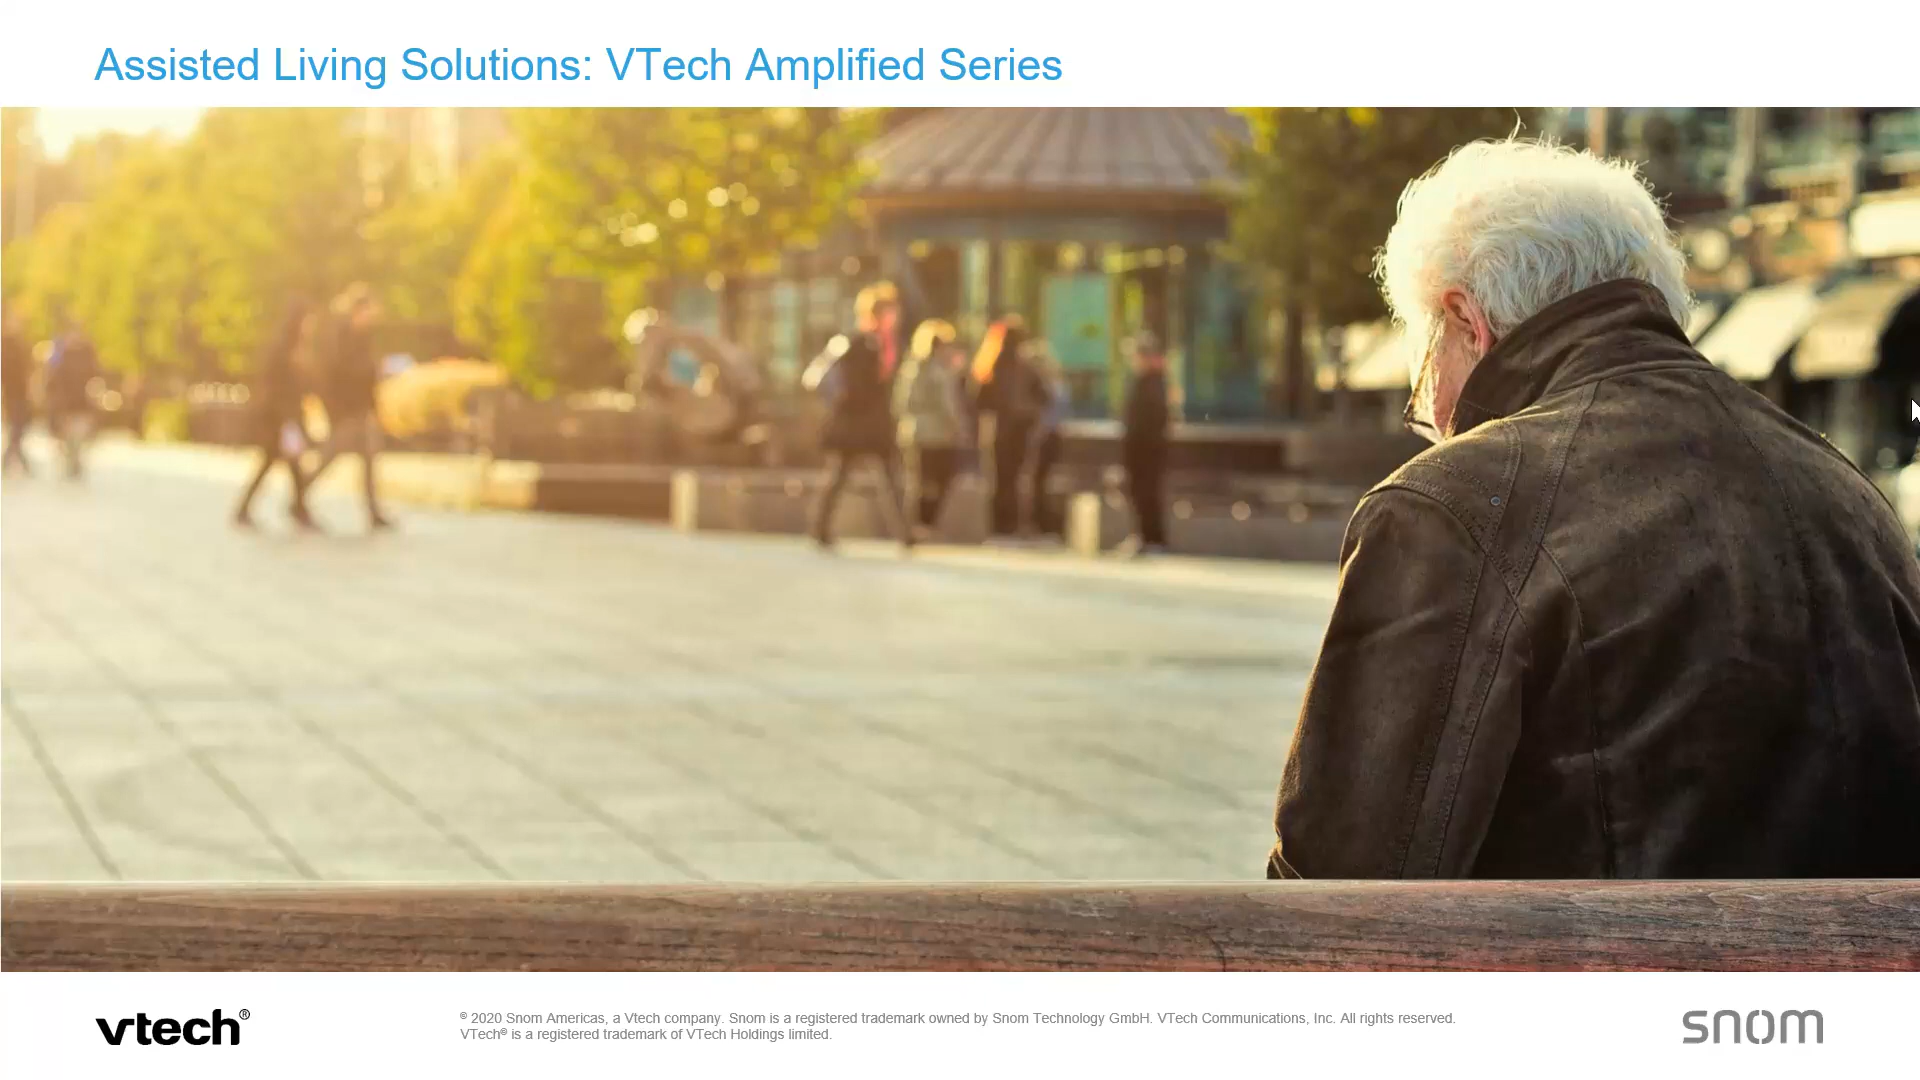 Assisted Living Solutions: VTech Amplified Series
vtech®
© 2020 Snom Americas, a Vtech company. Snom is a registered trademark owned by Snom Technology GmbH. VTech Communications, Inc. All rights reserved.
VTech® is a registered trademark of VTech Holdings limited.
snom